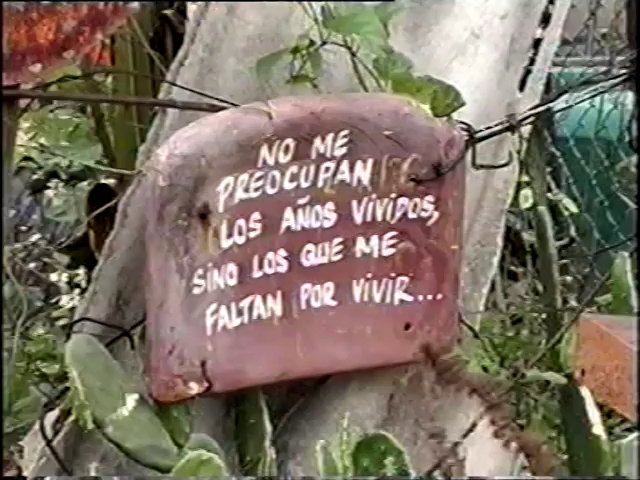 NO ME
PREOCUPAN
LOS AÑOS VIVIDOS,
SINO LOS QUE ME
FALTAN POR VIVIR...